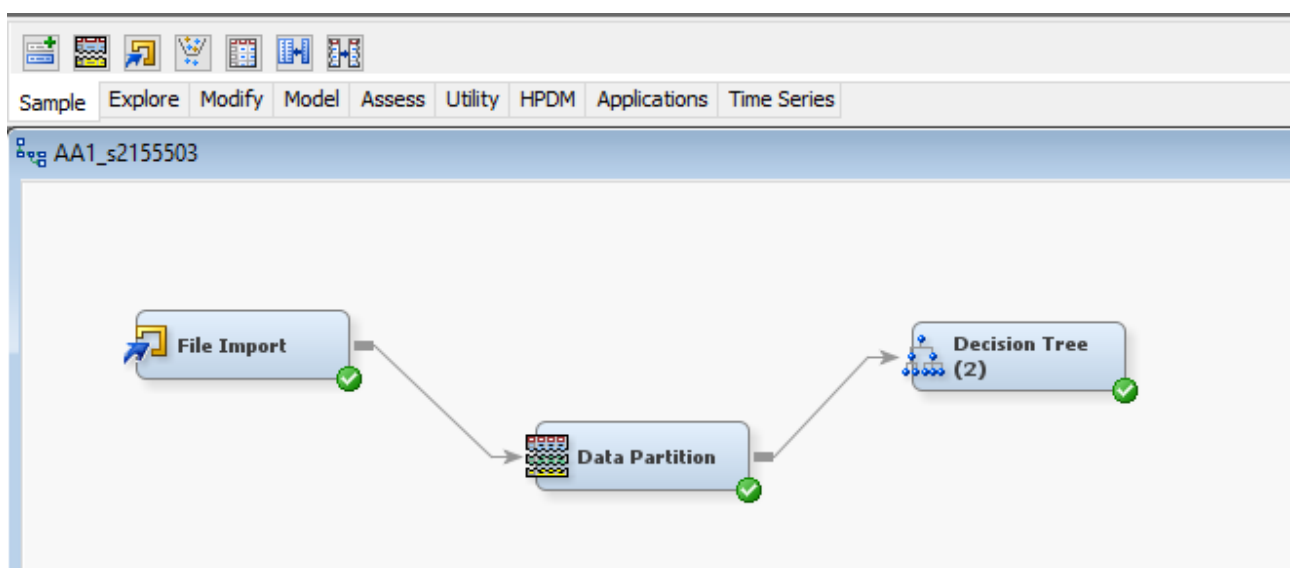 Sample Explore Modify Model Assess Utility HPDM Applications Time Series
AA1_s2155503
File Import
Decision Tree
(2)
Data Partition